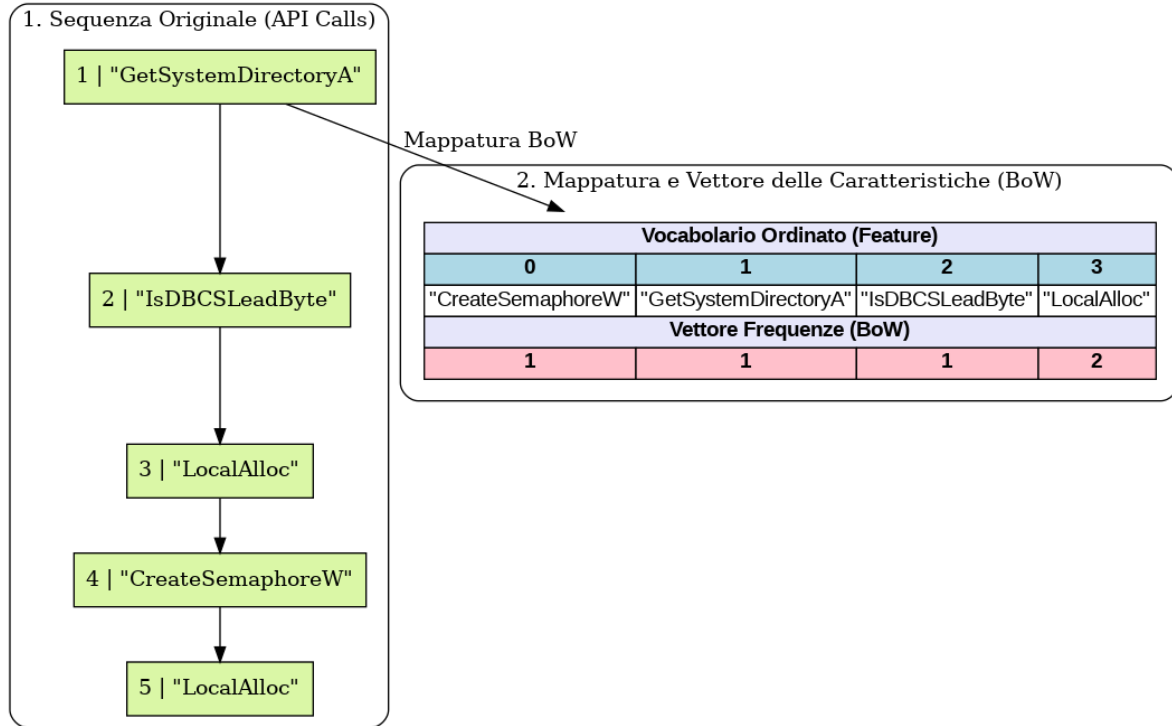 1. Sequenza Originale (API Calls)
1 | "GetSystemDirectoryA"
2 | "IsDBCSLeadByte"
3 | "LocalAlloc"
4 | "CreateSemaphoreW"
5 | "LocalAlloc"
Mappatura BoW
2. Mappatura e Vettore delle Caratteristiche (BoW)
Vocabolario Ordinato (Feature)
0 1 2 3
"CreateSemaphoreW" "GetSystemDirectoryA" "IsDBCSLeadByte" "LocalAlloc"
Vettore Frequenze (BoW)
1 1 1 2